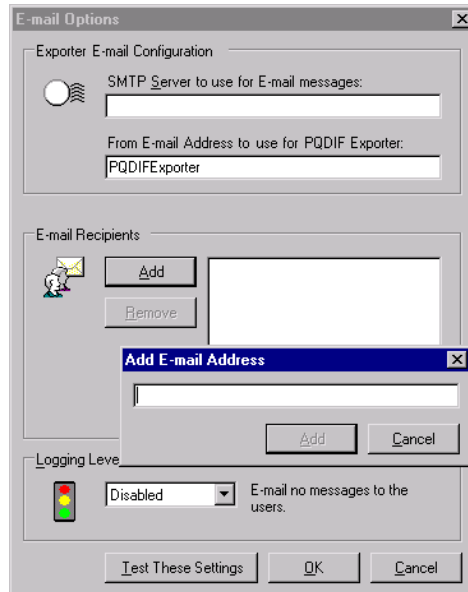 E-mail Options
Exporter E-mail Configuration
SMTP Server to use for E-mail messages:
From E-mail Address to use for PQDIF Exporter:
PQDIFExporter
E-mail Recipients
Add
Remove
Add E-mail Address
Add
Cancel
Logging Leve
Disabled
E-mail no messages to the
users.
Test These Settings
OK
Cancel